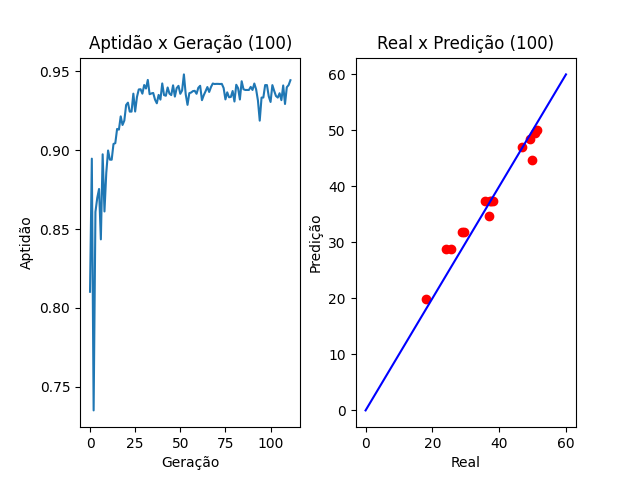 Aptidão x Geração (100)
Aptidão
0.95
0.90
0.85
0.80
0.75
0 25 50 75 100
Geração
Real x Predição (100)
Predição
60
50
40
30
20
10
0
0 20 40 60
Real